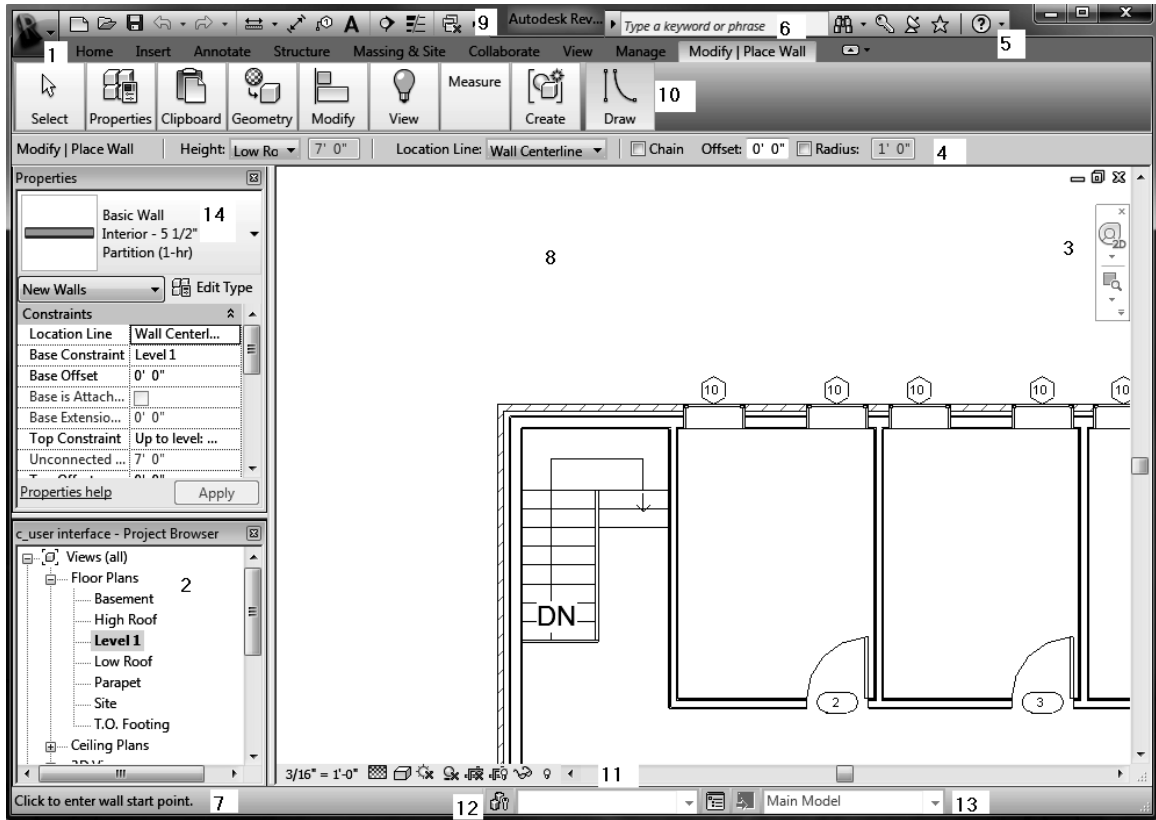 9
Autodesk Rev...
Type a keyword or phrase
6
5
1
Home Insert Annotate Structure Massing & Site Collaborate View Manage Modify | Place Wall
Measure
10
Select Properties Clipboard Geometry Modify View Create Draw
Modify | Place Wall Height: Low Ro 7' 0" Location Line: Wall Centerline Chain Offset: 0' 0" Radius: 1' 0" 4
Properties
Basic Wall 14
Interior - 5 1/2"
Partition (1-hr)
New Walls Edit Type
Constraints
Location Line Wall Centerl...
Base Constraint Level 1
Base Offset 0' 0"
Base is Attach...
Base Extensio... 0' 0"
Top Constraint Up to level: ...
Unconnected ... 7' 0"
Properties help Apply
c_user interface - Project Browser
Views (all)
2
Floor Plans
Basement
High Roof
Level 1
Low Roof
Parapet
Site
T.O. Footing
Ceiling Plans
8
3
2D
10 10 10 10 10
DN
2 3
3/16" = 1'-0" 11
Click to enter wall start point. 7
12
Main Model 13